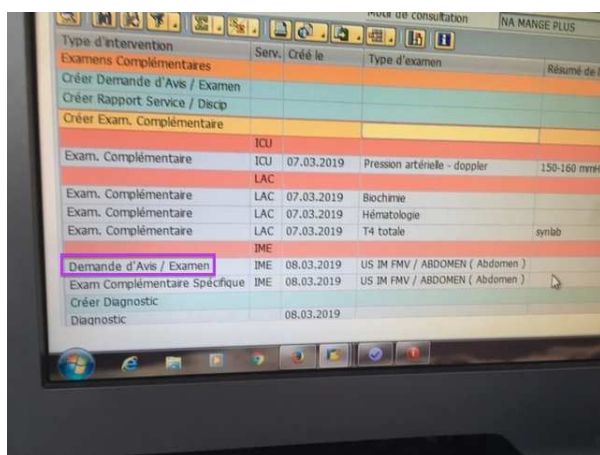 Motif de consultation NA MANGE PLUS
Type d'intervention Serv. Créé le Type d'examen Résumé de l
Examens Complémentaires
Créer Demande d'Avis / Examen
Créer Rapport Service / Discip
Créer Exam. Complémentaire
ICU
Exam. Complémentaire ICU 07.03.2019 Pression artérielle - doppler 150-160 mmH
LAC
Exam. Complémentaire LAC 07.03.2019 Biochimie
Exam. Complémentaire LAC 07.03.2019 Hématologie
Exam. Complémentaire LAC 07.03.2019 T4 totale synlab
IME
Demande d'Avis / Examen IME 08.03.2019 US IM FMV / ABDOMEN ( Abdomen )
Exam Complémentaire Spécifique IME 08.03.2019 US IM FMV / ABDOMEN ( Abdomen )
Créer Diagnostic
Diagnostic 08.03.2019